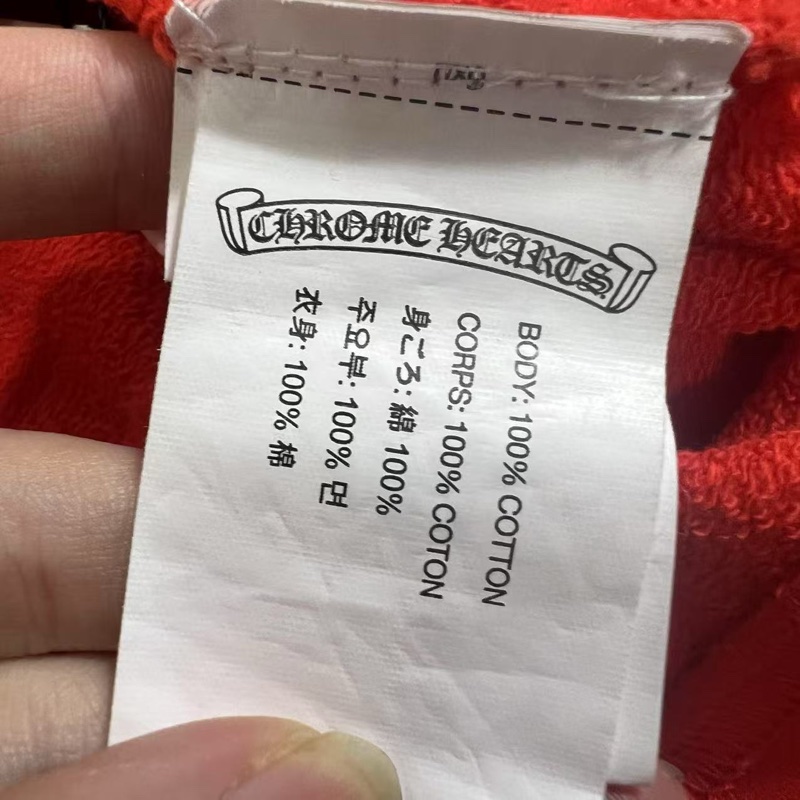 CHROME HEARTS
BODY: 100% COTTON
CORPS: 100% COTON
身ごろ: 綿 100%
주요부: 100% 면
衣身: 100% 棉